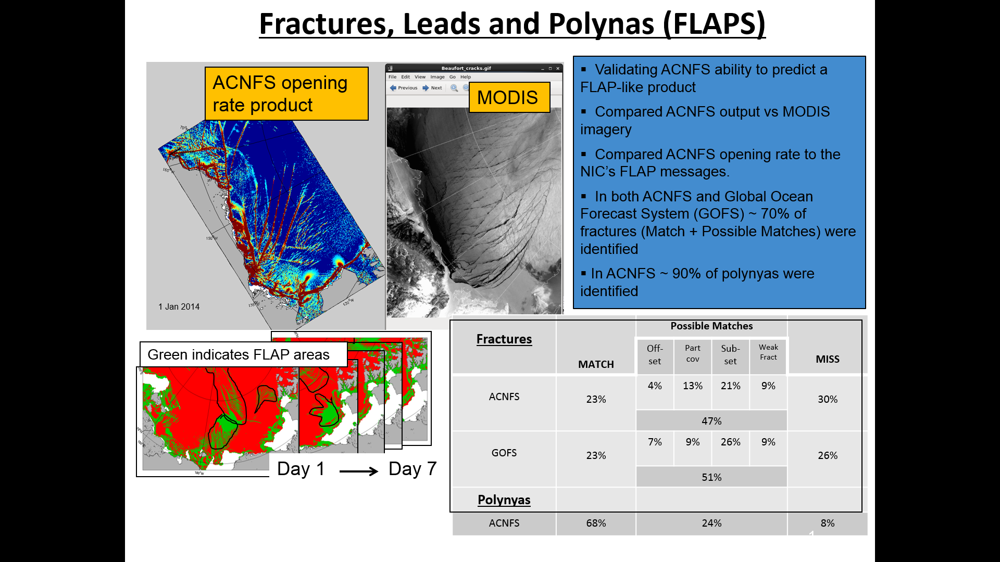 Fractures, Leads and Polynas (FLAPS)
ACNFS opening
rate product
70°N
165°W
150°W
135°W
120°W
1 Jan 2014
Beaufort_cracks.gif
File Edit View Image Go Help
Previous Next
MODIS
▪ Validating ACNFS ability to predict a
FLAP-like product
▪ Compared ACNFS output vs MODIS
imagery
▪ Compared ACNFS opening rate to the
NIC’s FLAP messages.
▪ In both ACNFS and Global Ocean
Forecast System (GOFS) ~ 70% of
fractures (Match + Possible Matches) were
identified
▪ In ACNFS ~ 90% of polynyas were
identified
Green indicates FLAP areas
180°W
Day 1 → Day 7
Fractures
MATCH
Possible Matches
Off-
set
Part
cov
Sub-
set
Weak
Fract
MISS
ACNFS 23% 4% 13% 21% 9% 30%
47%
GOFS 23% 7% 9% 26% 9% 26%
51%
Polynyas
ACNFS 68% 24% 8%
1